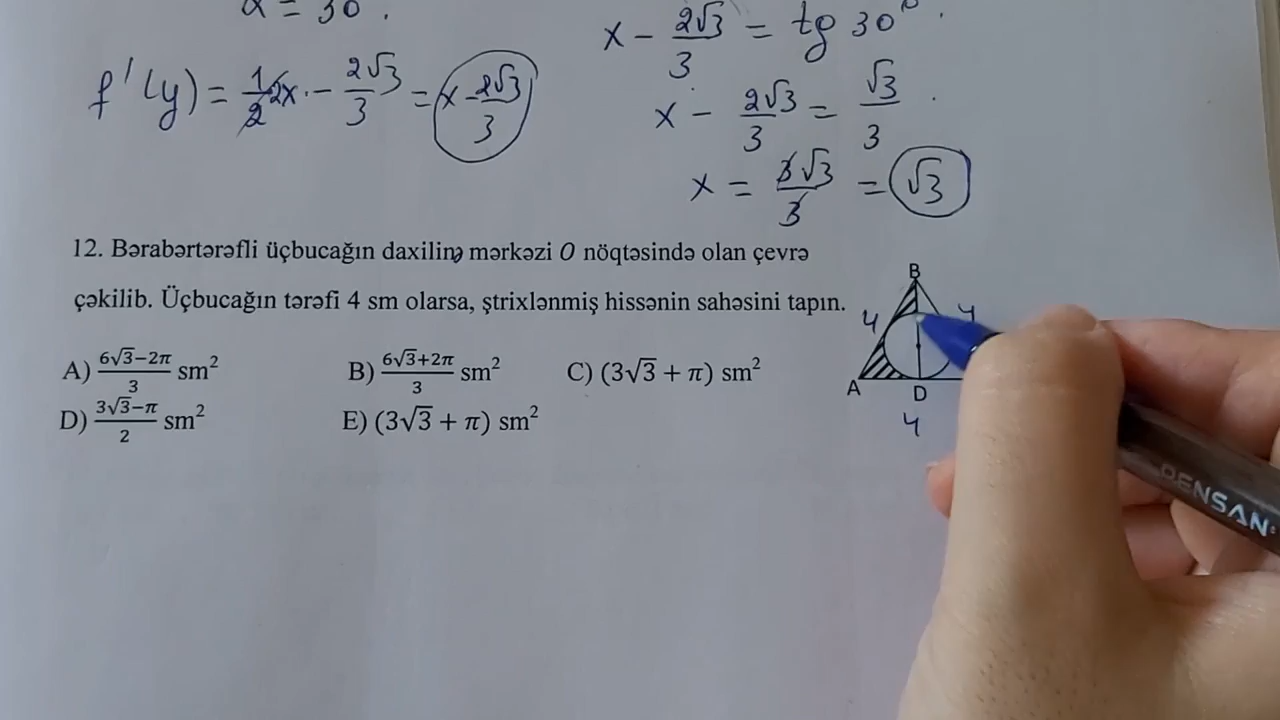 α = 30°.
f'(y) = 1/2 2x - 2√3/3 = x - 2√3/3
x - 2√3/3 = tg 30°.
x - 2√3/3 = √3/3.
x = 3√3/3 = √3
12. Bərabərtərəfli üçbucağın daxilinə mərkəzi O nöqtəsində olan çevrə
çəkilib. Üçbucağın tərəfi 4 sm olarsa, ştrixlənmiş hissənin sahəsini tapın.
A) 6√3−2π/3 sm²
B) 6√3+2π/3 sm²
C) (3√3 + π) sm²
D) 3√3−π/2 sm²
E) (3√3 + π) sm²
B
4
4
A
D
4
PENSAN